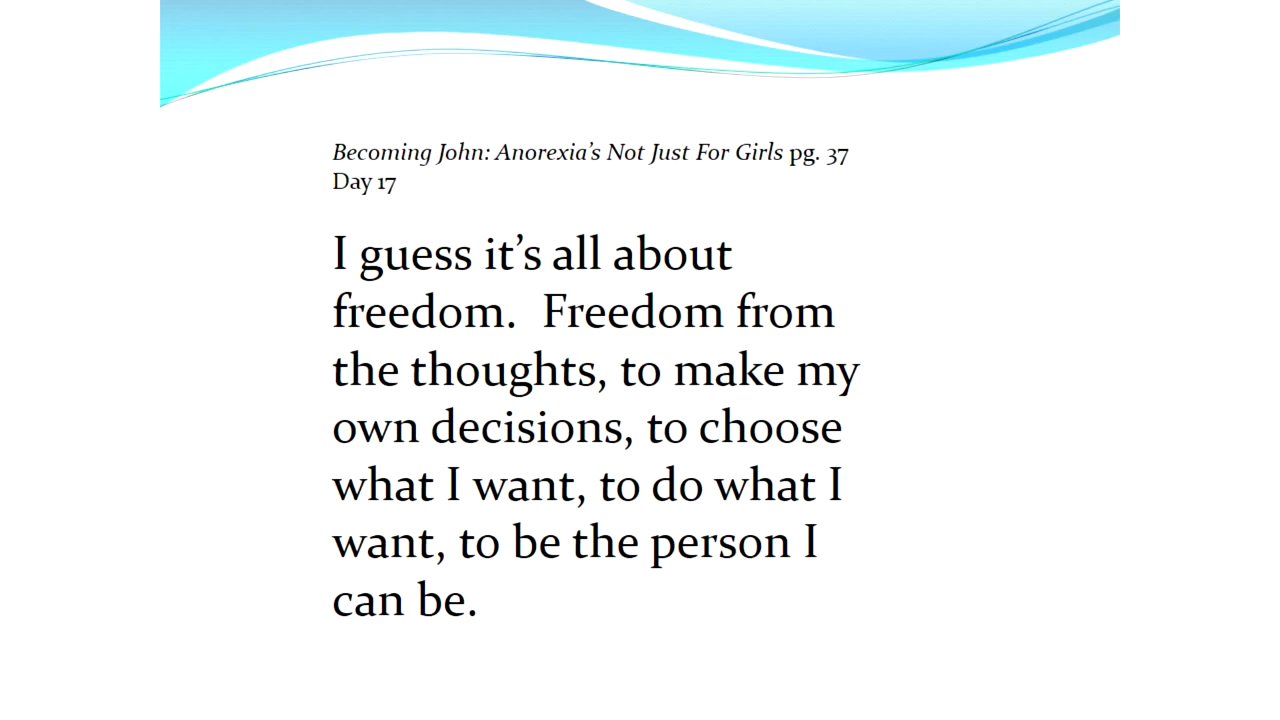 Becoming John: Anorexia’s Not Just For Girls pg. 37
Day 17
I guess it’s all about
freedom.  Freedom from
the thoughts, to make my
own decisions, to choose
what I want, to do what I
want, to be the person I
can be.